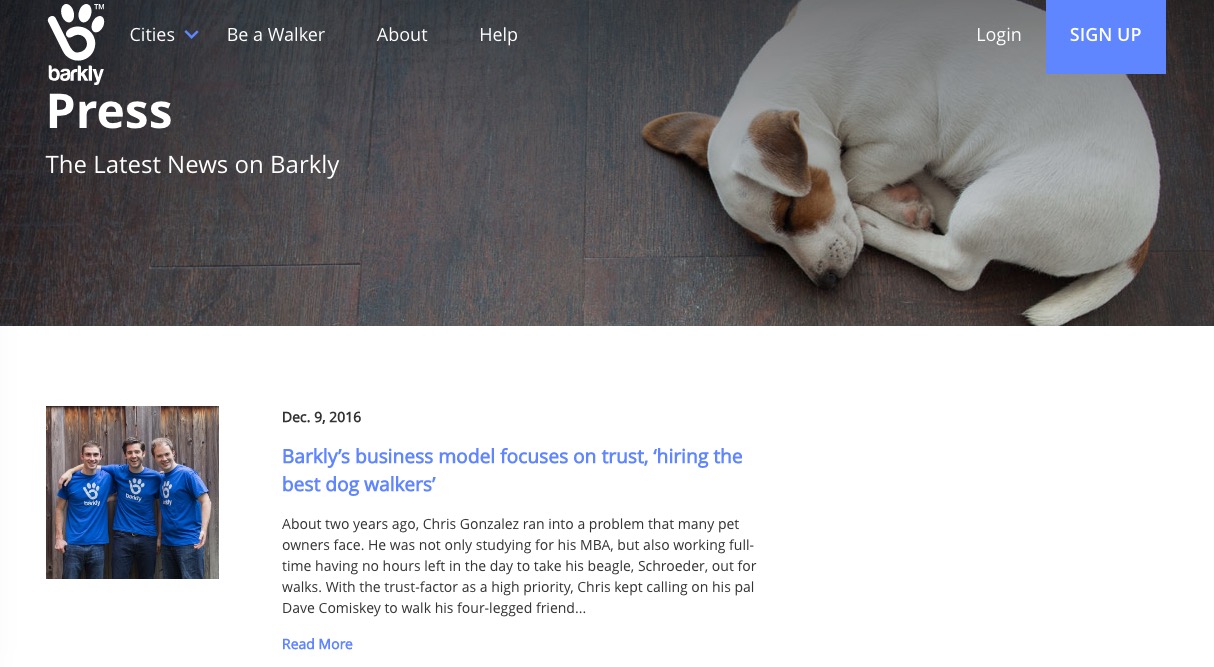 TM
Cities
Be a Walker
About
Help
Login
SIGN UP
barkly
Press
The Latest News on Barkly
Dec. 9, 2016
Barkly’s business model focuses on trust, ‘hiring the
best dog walkers’
About two years ago, Chris Gonzalez ran into a problem that many pet
owners face. He was not only studying for his MBA, but also working full-
time having no hours left in the day to take his beagle, Schroeder, out for
walks. With the trust-factor as a high priority, Chris kept calling on his pal
Dave Comiskey to walk his four-legged friend...
Read More
barkly
barkly